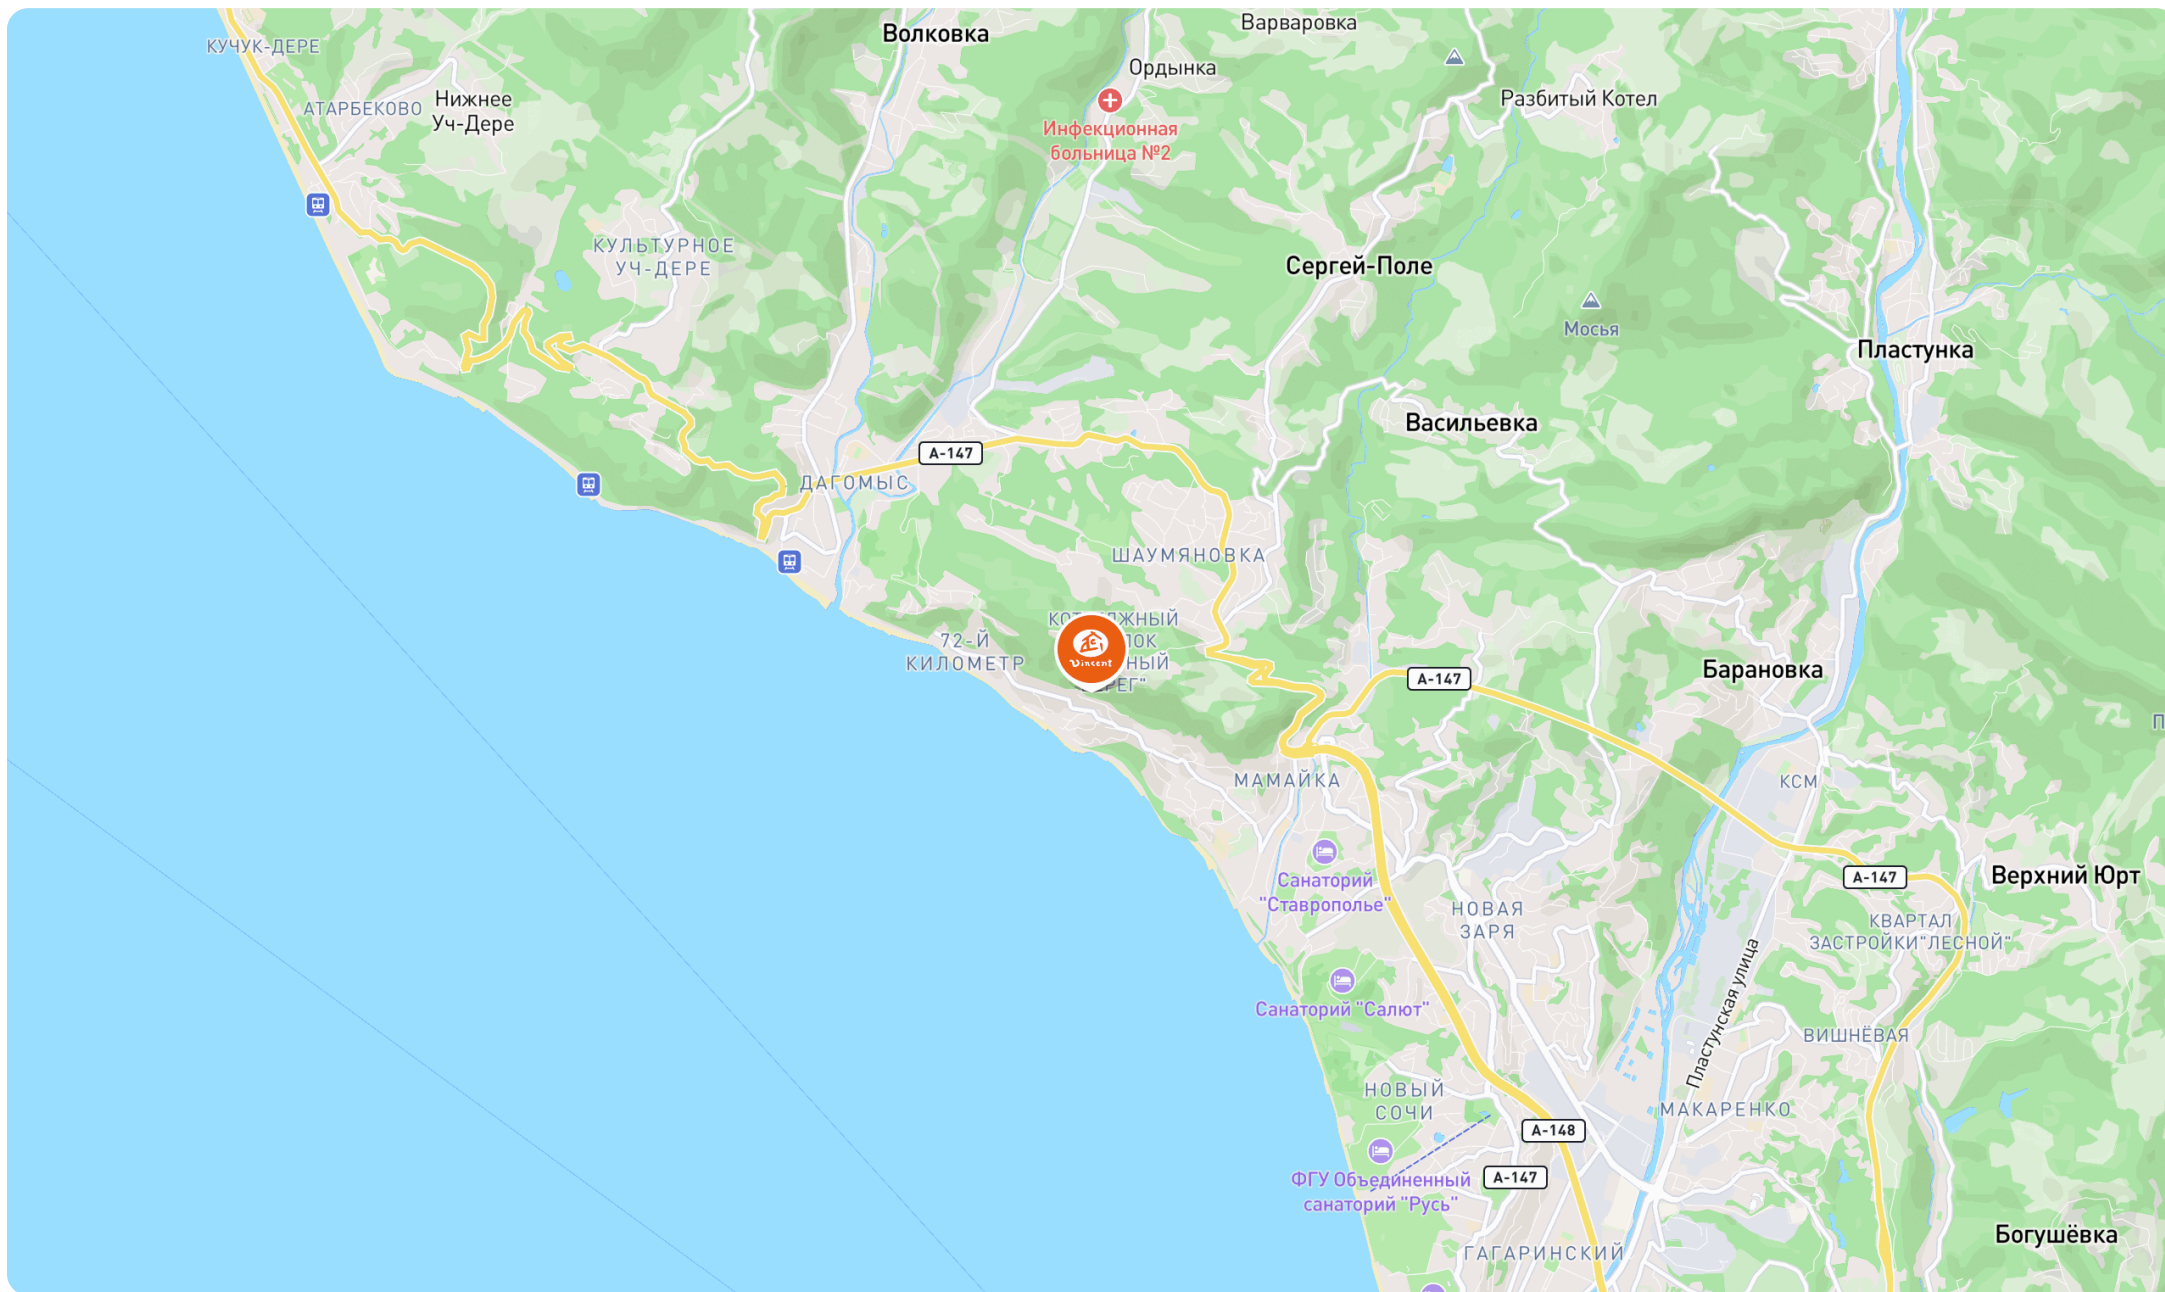 Волковка
Варваровка
КУЧУК-ДЕРЕ
Ордынка
АТАРБЕКОВО
Нижнее
Уч-Дере
Разбитый Котел
Инфекционная
больница №2
КУЛЬТУРНОЕ
УЧ-ДЕРЕ
Сергей-Поле
Мосья
Пластунка
Васильевка
А-147
ДАГОМЫС
ШАУМЯНОВКА
72-Й
КИЛОМЕТР
Vincent
А-147
Барановка
МАМАЙКА
КСМ
Санаторий
"Ставрополье"
А-147
Верхний Юрт
НОВАЯ
ЗАРЯ
КВАРТАЛ
ЗАСТРОЙКИ"ЛЕСНОЙ"
Санаторий "Салют"
Пластунская улица
ВИШНЁВАЯ
НОВЫЙ
СОЧИ
МАКАРЕНКО
А-148
ФГУ Объединенный
санаторий "Русь"
А-147
ГАГАРИНСКИЙ
Богушёвка